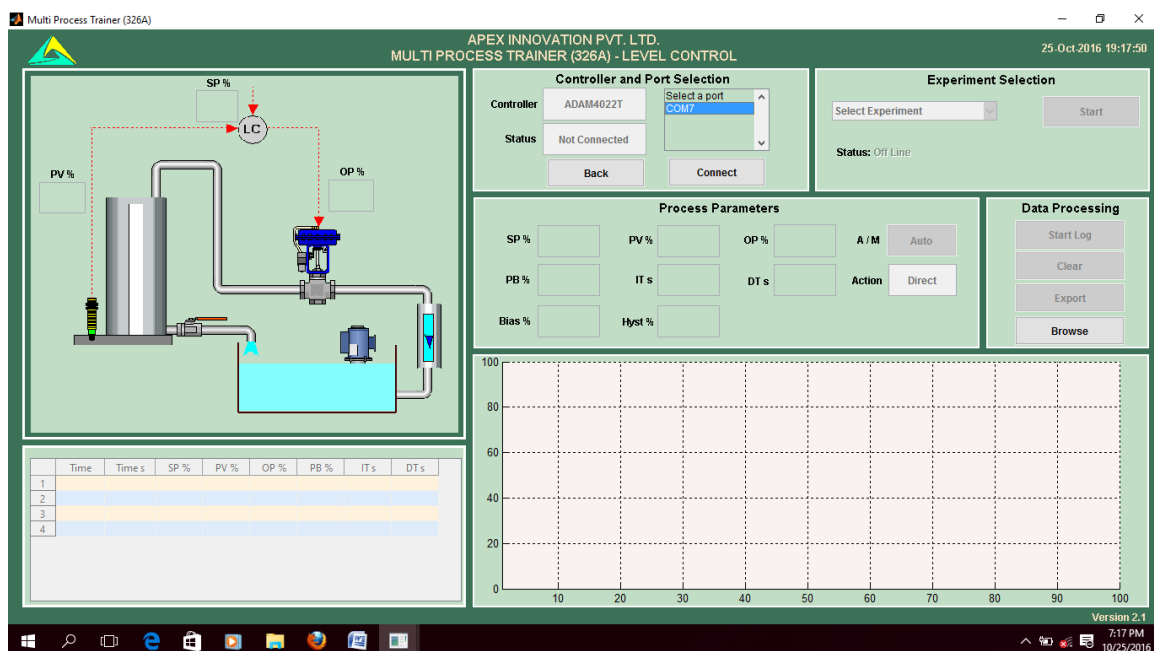 Multi Process Trainer (326A)
APEX INNOVATION PVT. LTD.
MULTI PROCESS TRAINER (326A) - LEVEL CONTROL
25-Oct-2016 19:17:50
SP %
LC
PV %
OP %
Controller and Port Selection
Controller
ADAM4022T
Select a port
COM7
Status
Not Connected
Back
Connect
Experiment Selection
Select Experiment
Start
Status: Off Line
Process Parameters
SP %
PV %
OP %
A / M
Auto
PB %
IT s
DT s
Action
Direct
Bias %
Hyst %
Data Processing
Start Log
Clear
Export
Browse
Time Time s SP % PV % OP % PB % IT s DT s
1
2
3
4
100
80
60
40
20
0
10 20 30 40 50 60 70 80 90 100
Version 2.1
7:17 PM
10/25/2016